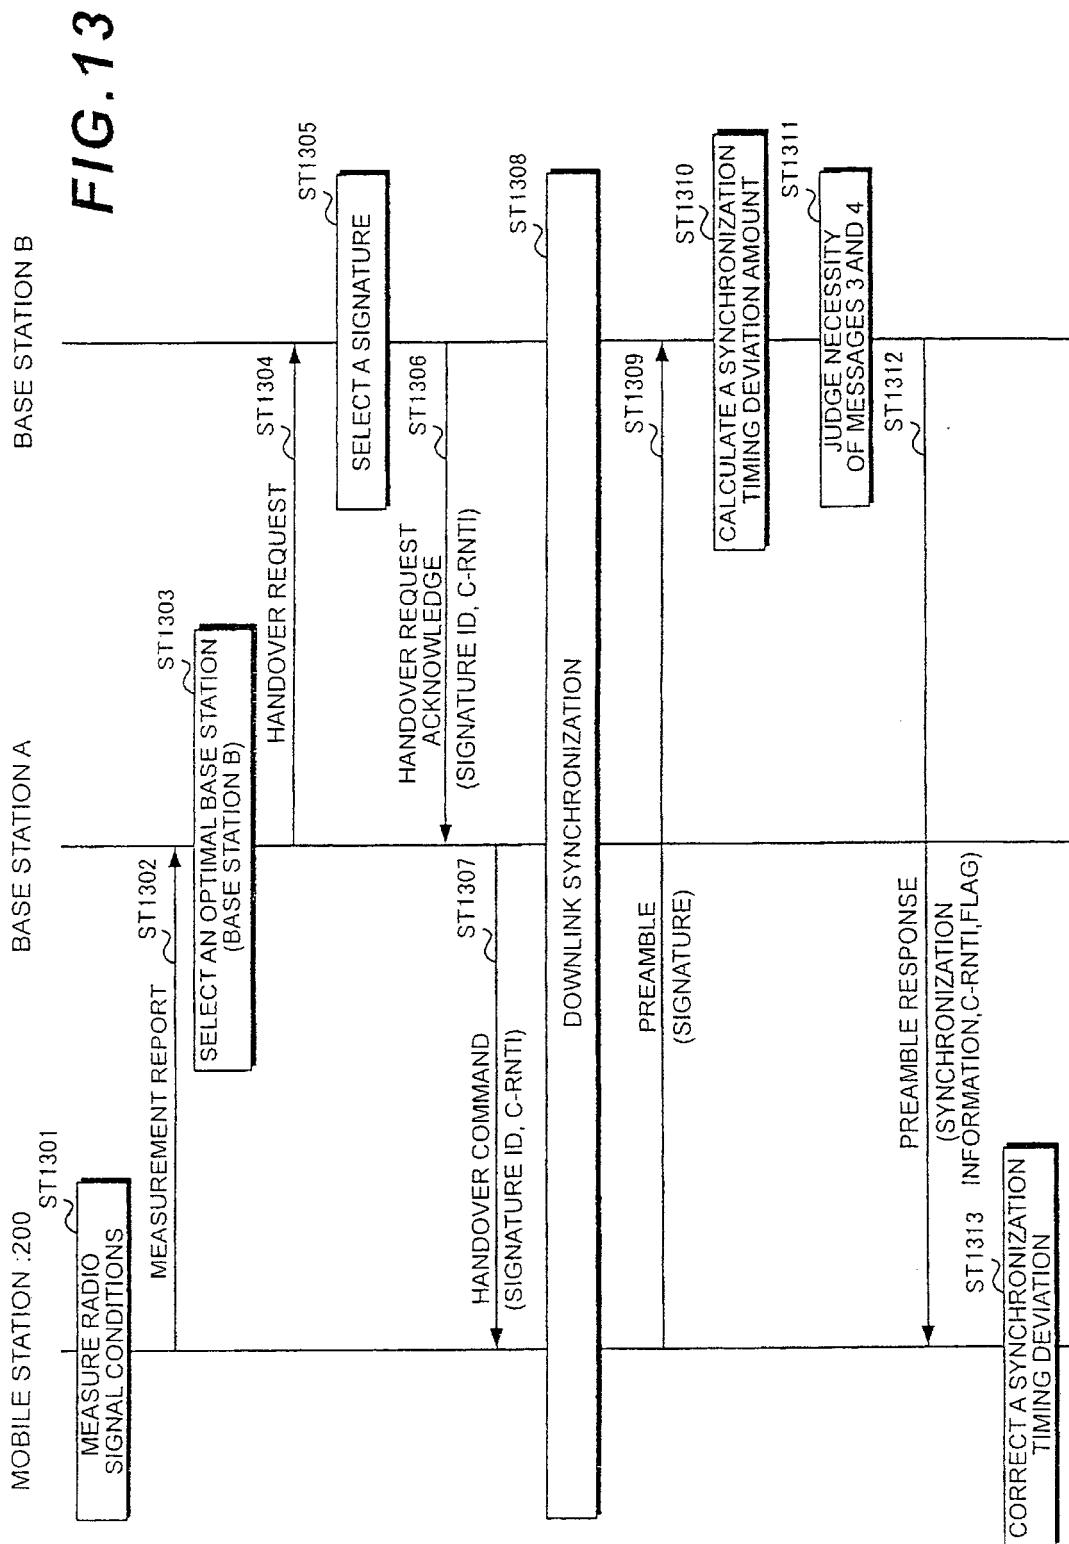 FIG.13
MOBILE STATION :200
BASE STATION A
BASE STATION B
ST1301
MEASURE RADIO
SIGNAL CONDITIONS
MEASUREMENT REPORT
ST1302
ST1303
SELECT AN OPTIMAL BASE STATION
(BASE STATION B)
HANDOVER REQUEST
ST1304
ST1305
SELECT A SIGNATURE
HANDOVER REQUEST
ACKNOWLEDGE
(SIGNATURE ID, C-RNTI)
ST1306
HANDOVER COMMAND
(SIGNATURE ID, C-RNTI)
ST1307
ST1308
DOWNLINK SYNCHRONIZATION
PREAMBLE
(SIGNATURE)
ST1309
ST1310
CALCULATE A SYNCHRONIZATION
TIMING DEVIATION AMOUNT
ST1311
JUDGE NECESSITY
OF MESSAGES 3 AND 4
ST1312
PREAMBLE RESPONSE
(SYNCHRONIZATION
INFORMATION,C-RNTI,FLAG)
ST1313
CORRECT A SYNCHRONIZATION
TIMING DEVIATION